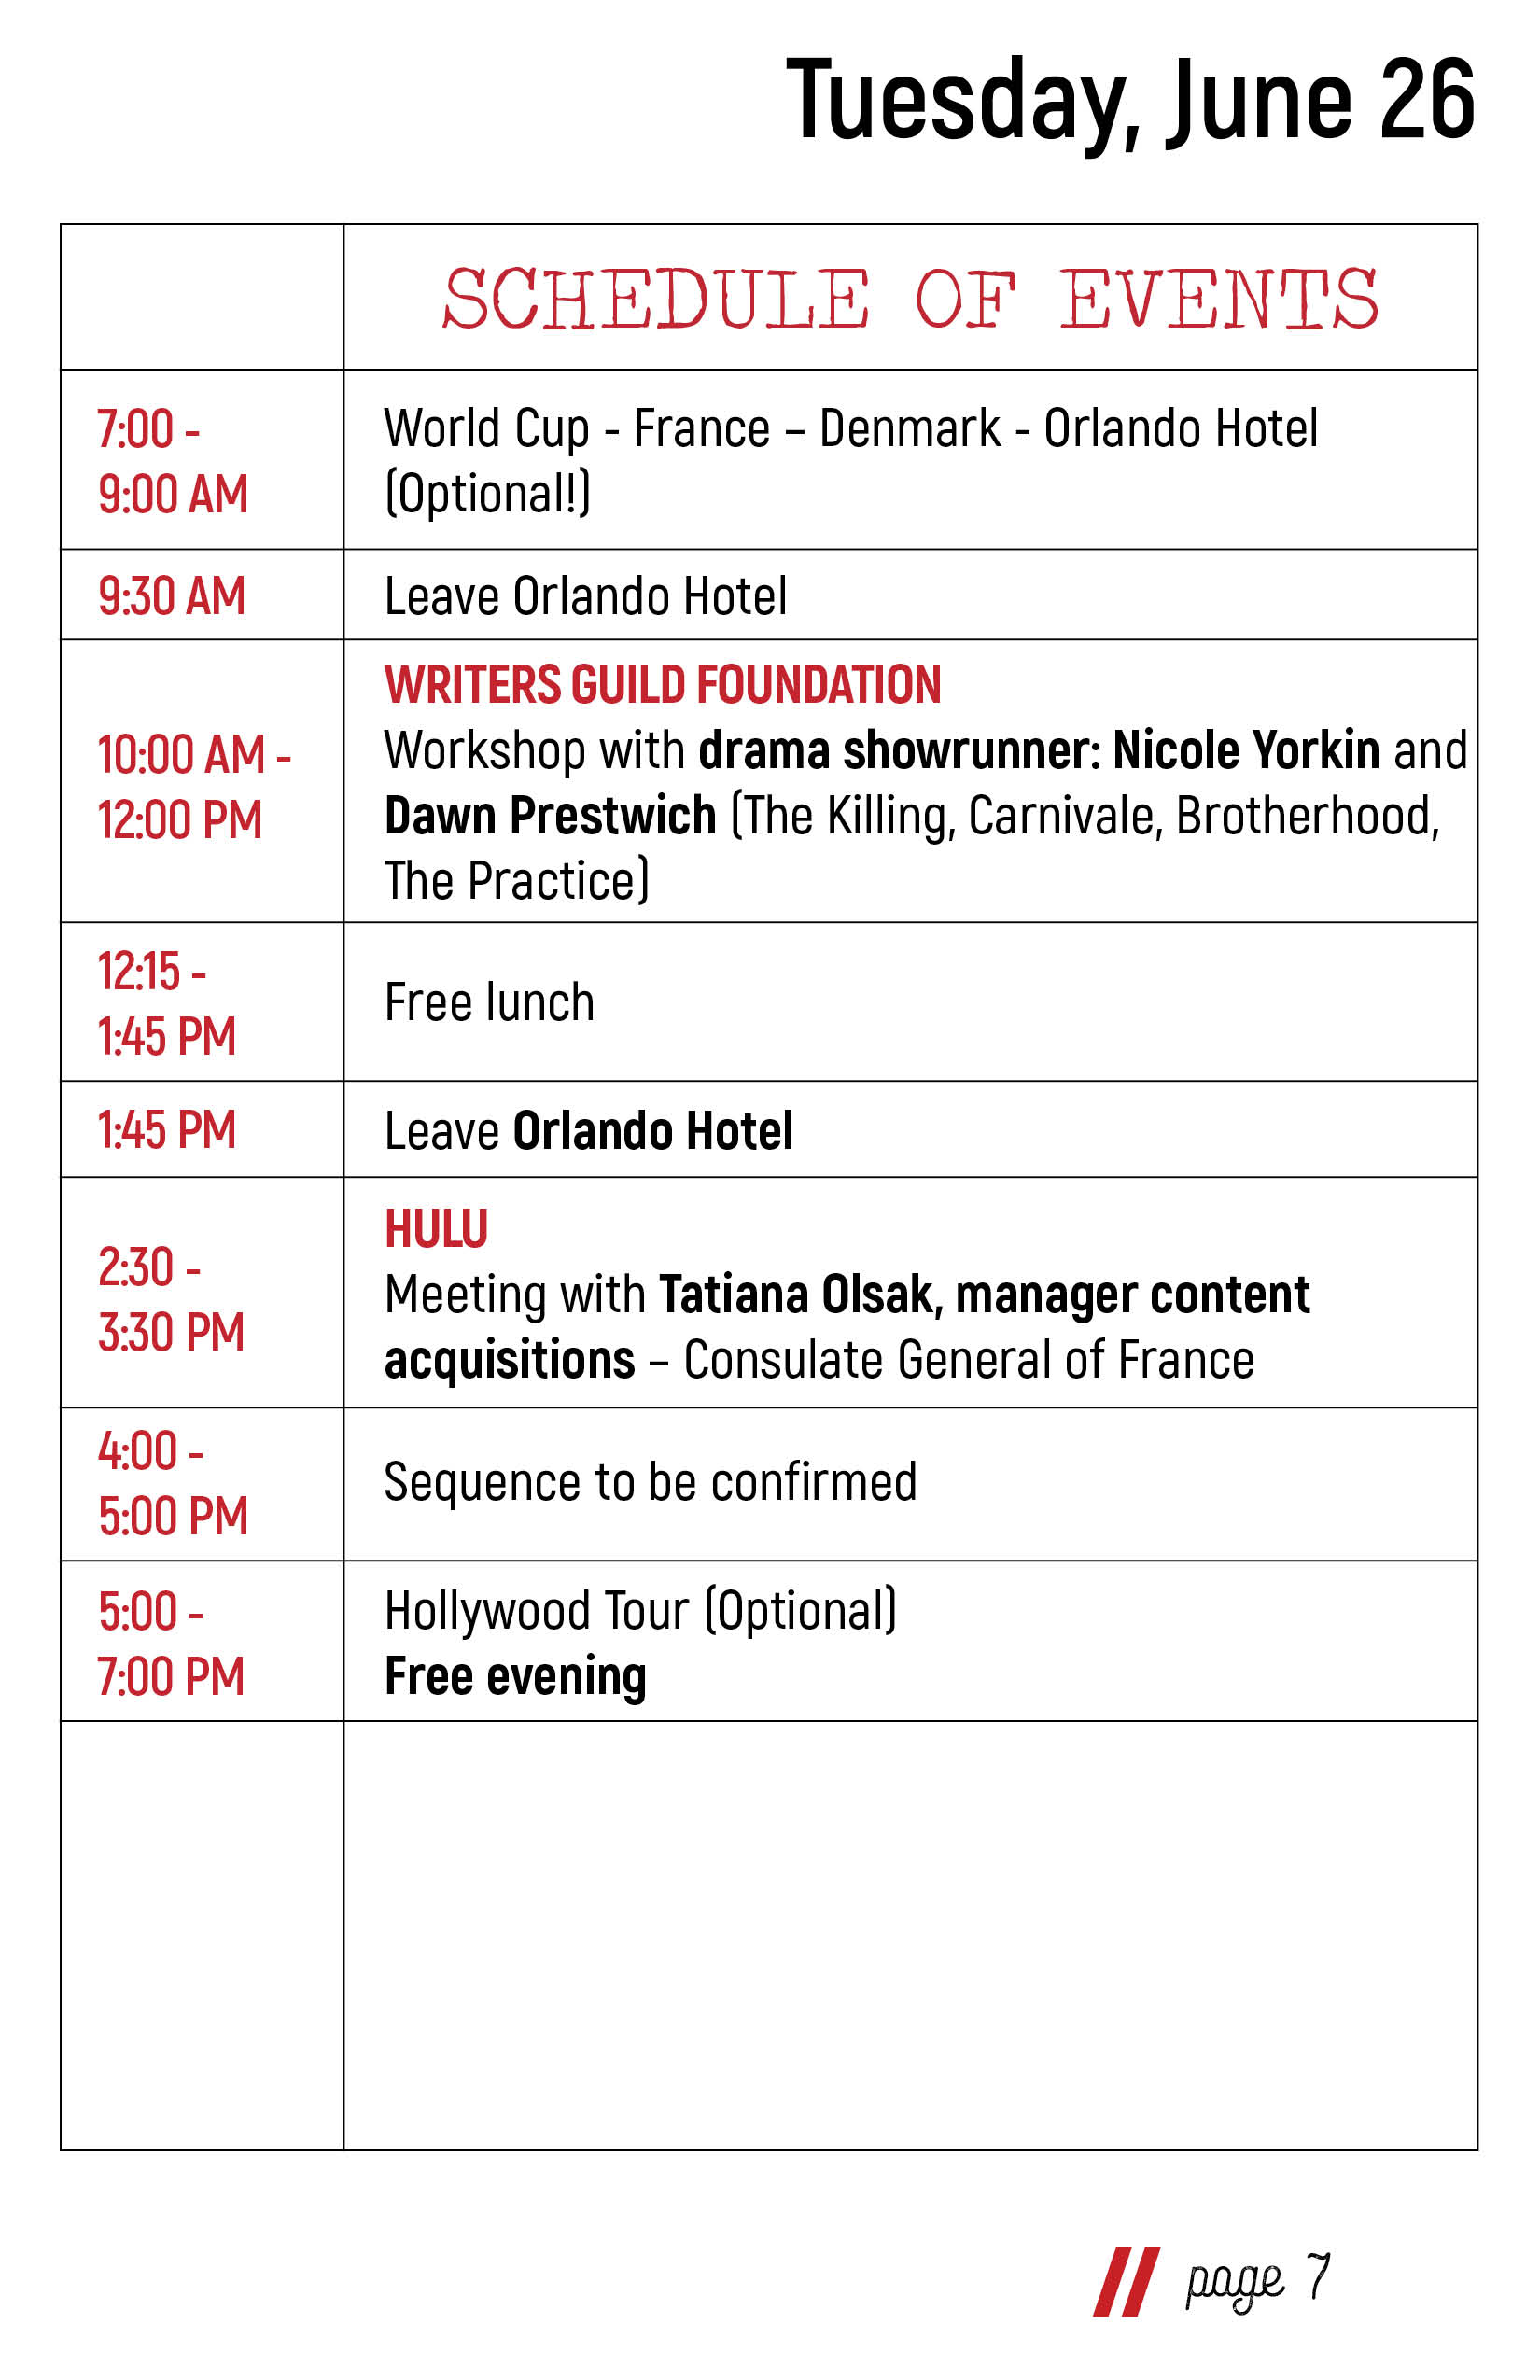 Tuesday, June 26
SCHEDULE OF EVENTS
7:00 -
9:00 AM
World Cup - France – Denmark - Orlando Hotel
(Optional!)
9:30 AM
Leave Orlando Hotel
10:00 AM -
12:00 PM
WRITERS GUILD FOUNDATION
Workshop with drama showrunner: Nicole Yorkin and
Dawn Prestwich (The Killing, Carnivale, Brotherhood,
The Practice)
12:15 -
1:45 PM
Free lunch
1:45 PM
Leave Orlando Hotel
2:30 -
3:30 PM
HULU
Meeting with Tatiana Olsak, manager content
acquisitions – Consulate General of France
4:00 -
5:00 PM
Sequence to be confirmed
5:00 -
7:00 PM
Hollywood Tour (Optional)
Free evening
page 7